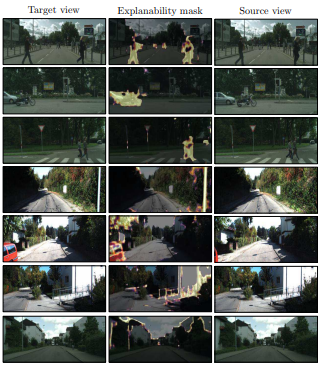 Target view
Explanability mask
Source view